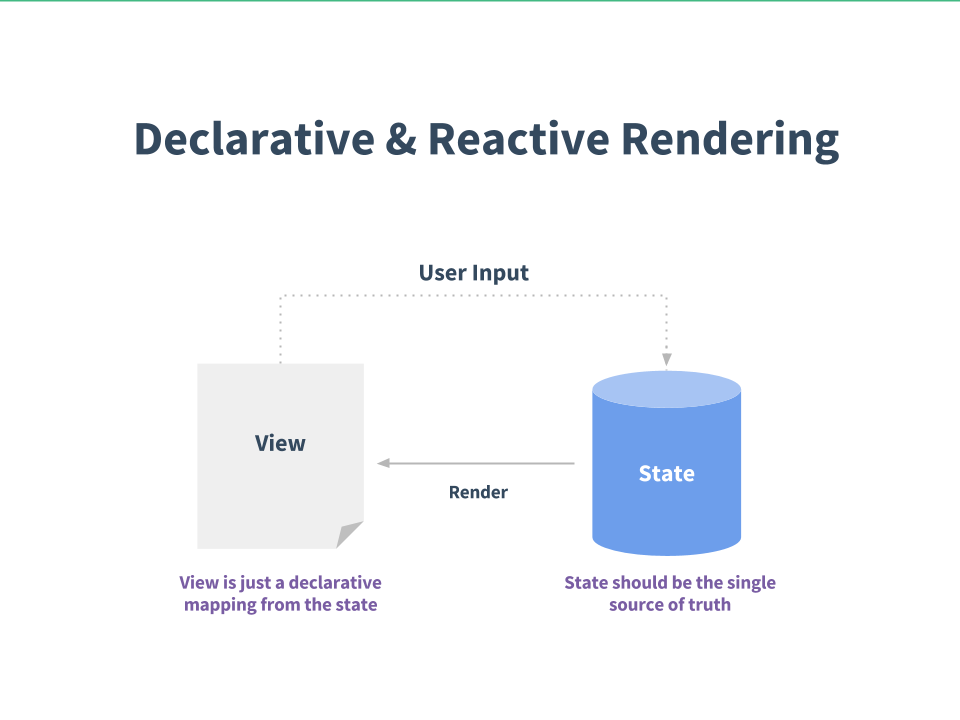 Declarative & Reactive Rendering
User Input
View
State
Render
View is just a declarative
mapping from the state
State should be the single
source of truth